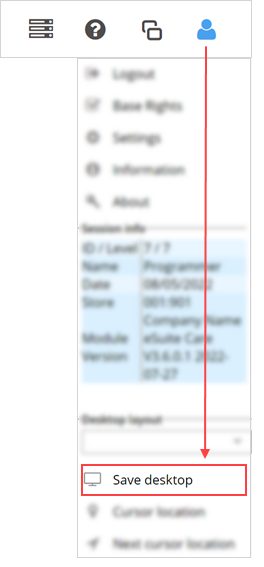 Logout
Base Rights
Settings
Information
About
Session info
ID / Level 7 / 7
Name Programmer
Date 08/05/2022
Store 001:901
Company Name
Module eSuite Care
Version V3.6.0.1 2022-
07-27
Desktop layout
Save desktop
Cursor location
Next cursor location